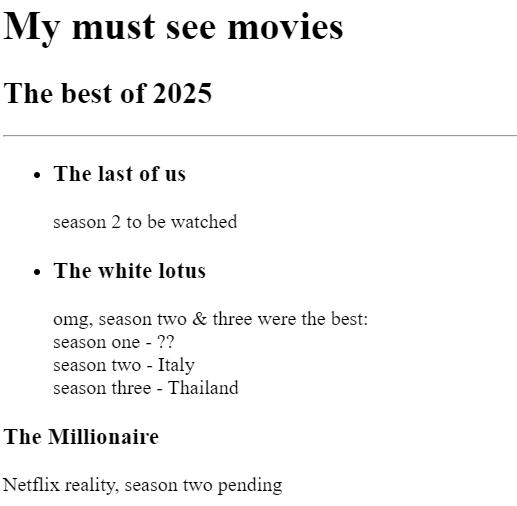 My must see movies
The best of 2025
The last of us
season 2 to be watched
The white lotus
omg, season two & three were the best:
season one - ??
season two - Italy
season three - Thailand
The Millionaire
Netflix reality, season two pending